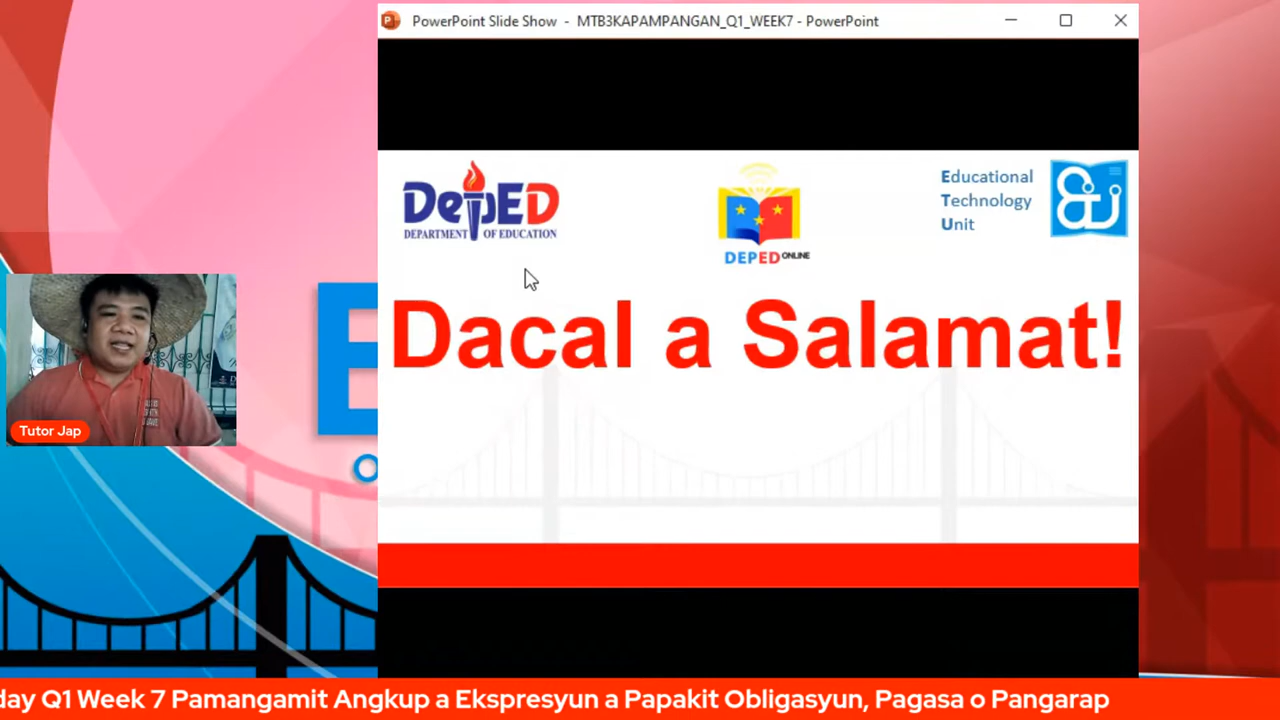 PowerPoint Slide Show - MTB3KAPAMPANGAN_Q1_WEEK7 - PowerPoint
DepED
DEPARTMENT OF EDUCATION
DEPED ONLINE
Educational
Technology
Unit
Dacal a Salamat!
Tutor Jap
day Q1 Week 7 Pamangamit Angkup a Ekspresyun a Papakit Obligasyun, Pagasa o Pangarap